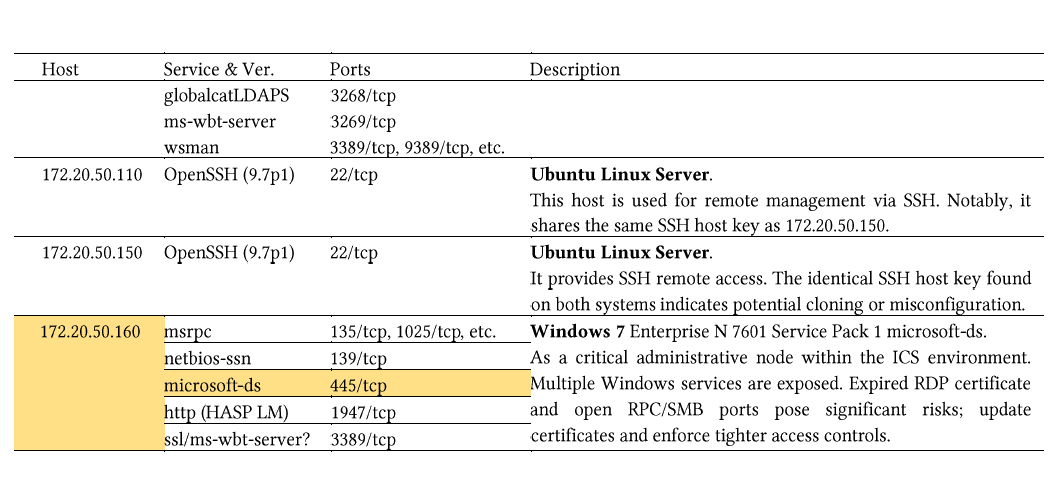 Host Service & Ver. Ports Description
globalcatLDAPS 3268/tcp
ms-wbt-server 3269/tcp
wsman 3389/tcp, 9389/tcp, etc.
172.20.50.110 OpenSSH (9.7p1) 22/tcp Ubuntu Linux Server.
This host is used for remote management via SSH. Notably, it
shares the same SSH host key as 172.20.50.150.
172.20.50.150 OpenSSH (9.7p1) 22/tcp Ubuntu Linux Server.
It provides SSH remote access. The identical SSH host key found
on both systems indicates potential cloning or misconfiguration.
172.20.50.160 msrpc 135/tcp, 1025/tcp, etc. Windows 7 Enterprise N 7601 Service Pack 1 microsoft-ds.
netbios-ssn 139/tcp As a critical administrative node within the ICS environment.
microsoft-ds 445/tcp Multiple Windows services are exposed. Expired RDP certificate
http (HASP LM) 1947/tcp and open RPC/SMB ports pose significant risks; update
ssl/ms-wbt-server? 3389/tcp certificates and enforce tighter access controls.